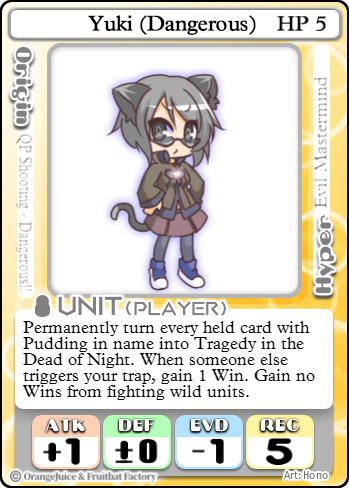 Yuki (Dangerous) HP 5
Origin
QP Shooting - Dangerous!!
Hyper
Evil Mastermind
UNIT (PLAYER)
Permanently turn every held card with
Pudding in name into Tragedy in the
Dead of Night. When someone else
triggers your trap, gain 1 Win. Gain no
Wins from fighting wild units.
ATK DEF EVD REC
+1 ±0 -1 5
© OrangeJuice & Fruitbat Factory
Art: Hono